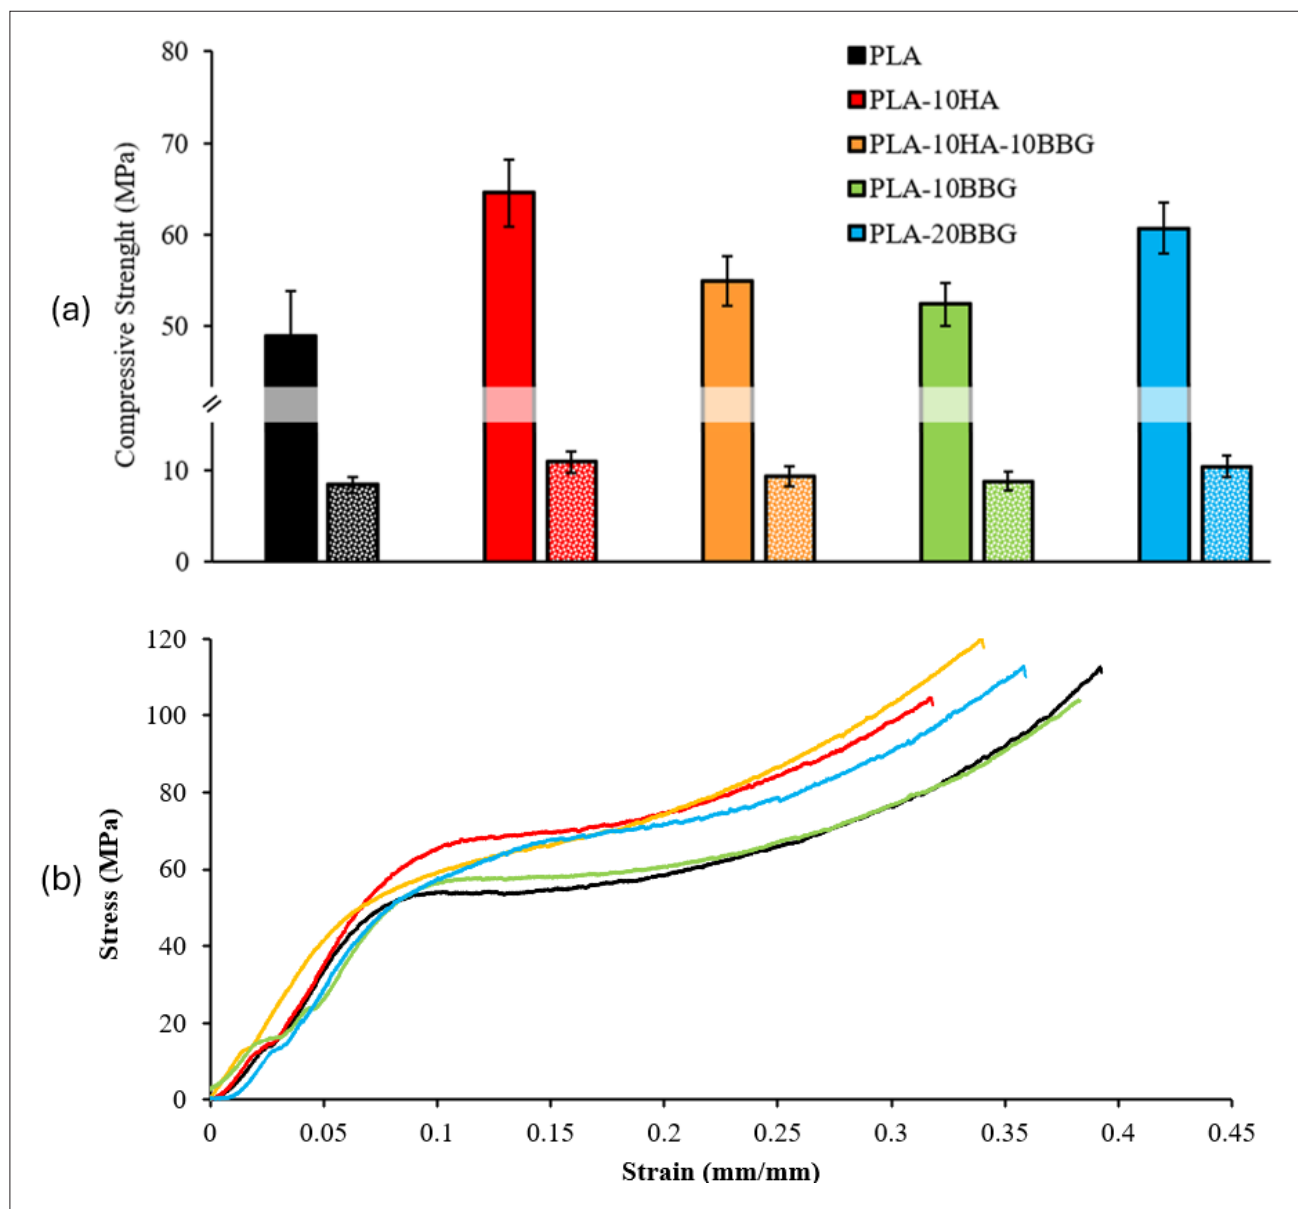 80
70
60
50
10
0
Compressive Strenght (MPa)
(a)
PLA
PLA-10HA
PLA-10HA-10BBG
PLA-10BBG
PLA-20BBG
120
100
80
60
40
20
0
Stress (MPa)
(b)
0 0.05 0.1 0.15 0.2 0.25 0.3 0.35 0.4 0.45
Strain (mm/mm)